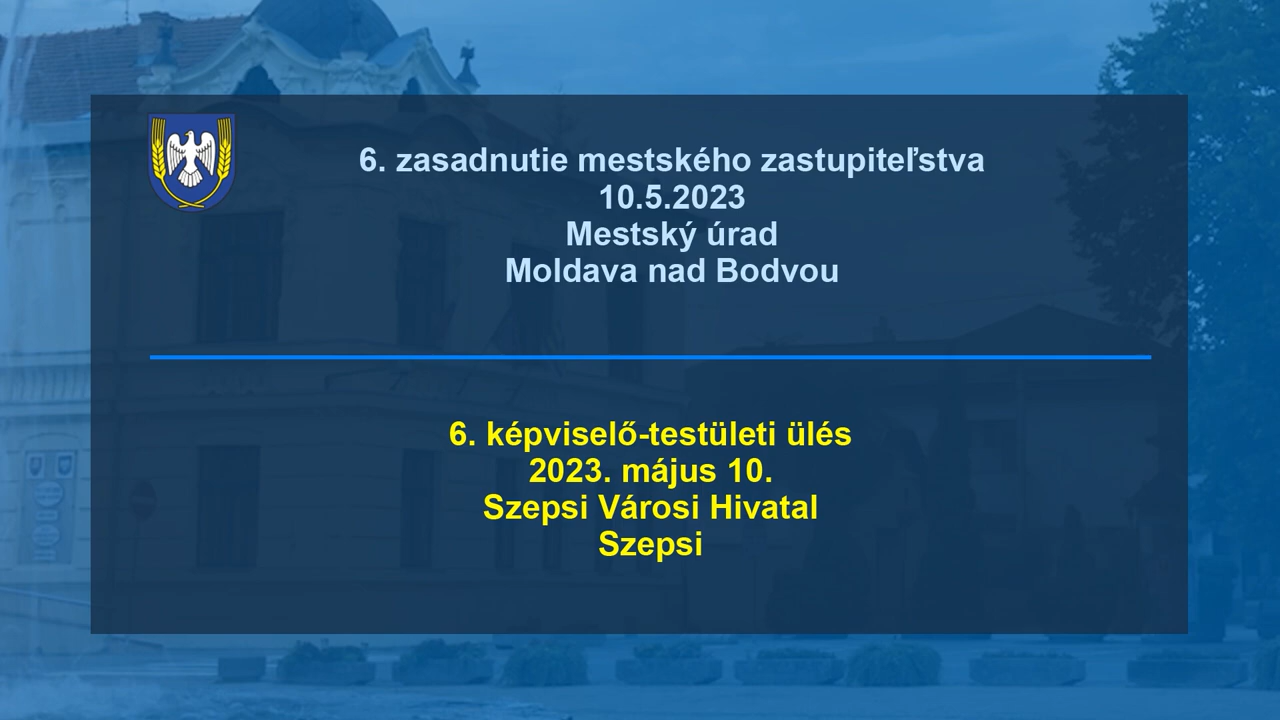 6. zasadnutie mestského zastupiteľstva
10.5.2023
Mestský úrad
Moldava nad Bodvou
6. képviselő-testületi ülés
2023. május 10.
Szepsi Városi Hivatal
Szepsi